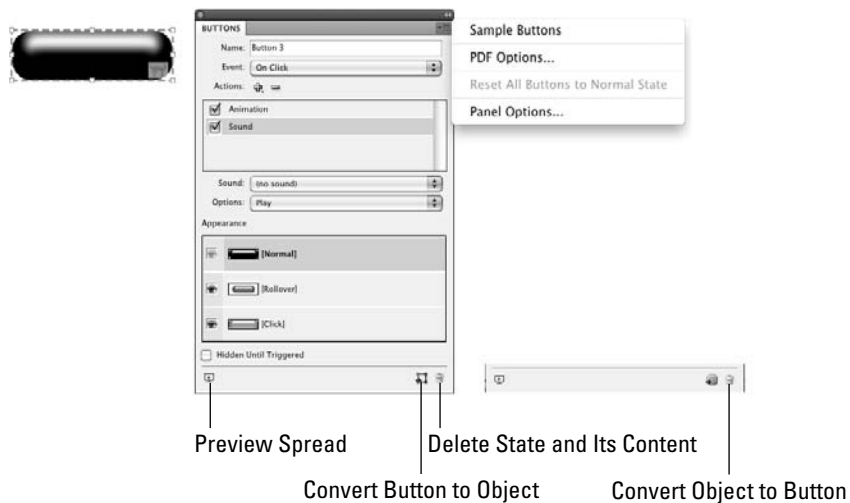 BUTTONS
Name: Button 3
Event: On Click
Actions:
Animation
Sound
Sound: (no sound)
Options: Play
Appearance
[Normal]
[Rollover]
[Click]
Hidden Until Triggered
Sample Buttons
PDF Options...
Reset All Buttons to Normal State
Panel Options...
Preview Spread
Delete State and Its Content
Convert Button to Object
Convert Object to Button